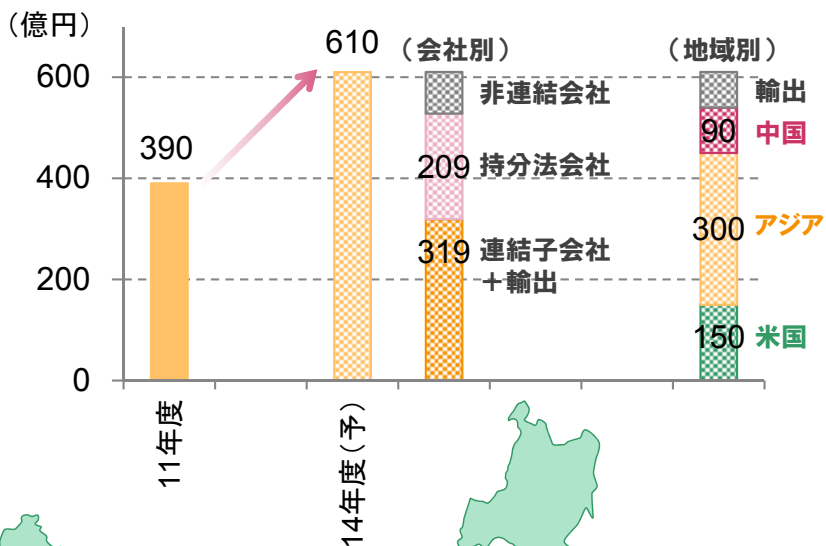 （億円）
610
（会社別）
（地域別）
600
非連結会社
輸出
390
90
中国
400
209
持分法会社
300
アジア
319
連結子会社
＋輸出
200
150
米国
0
11年度
14年度（予）